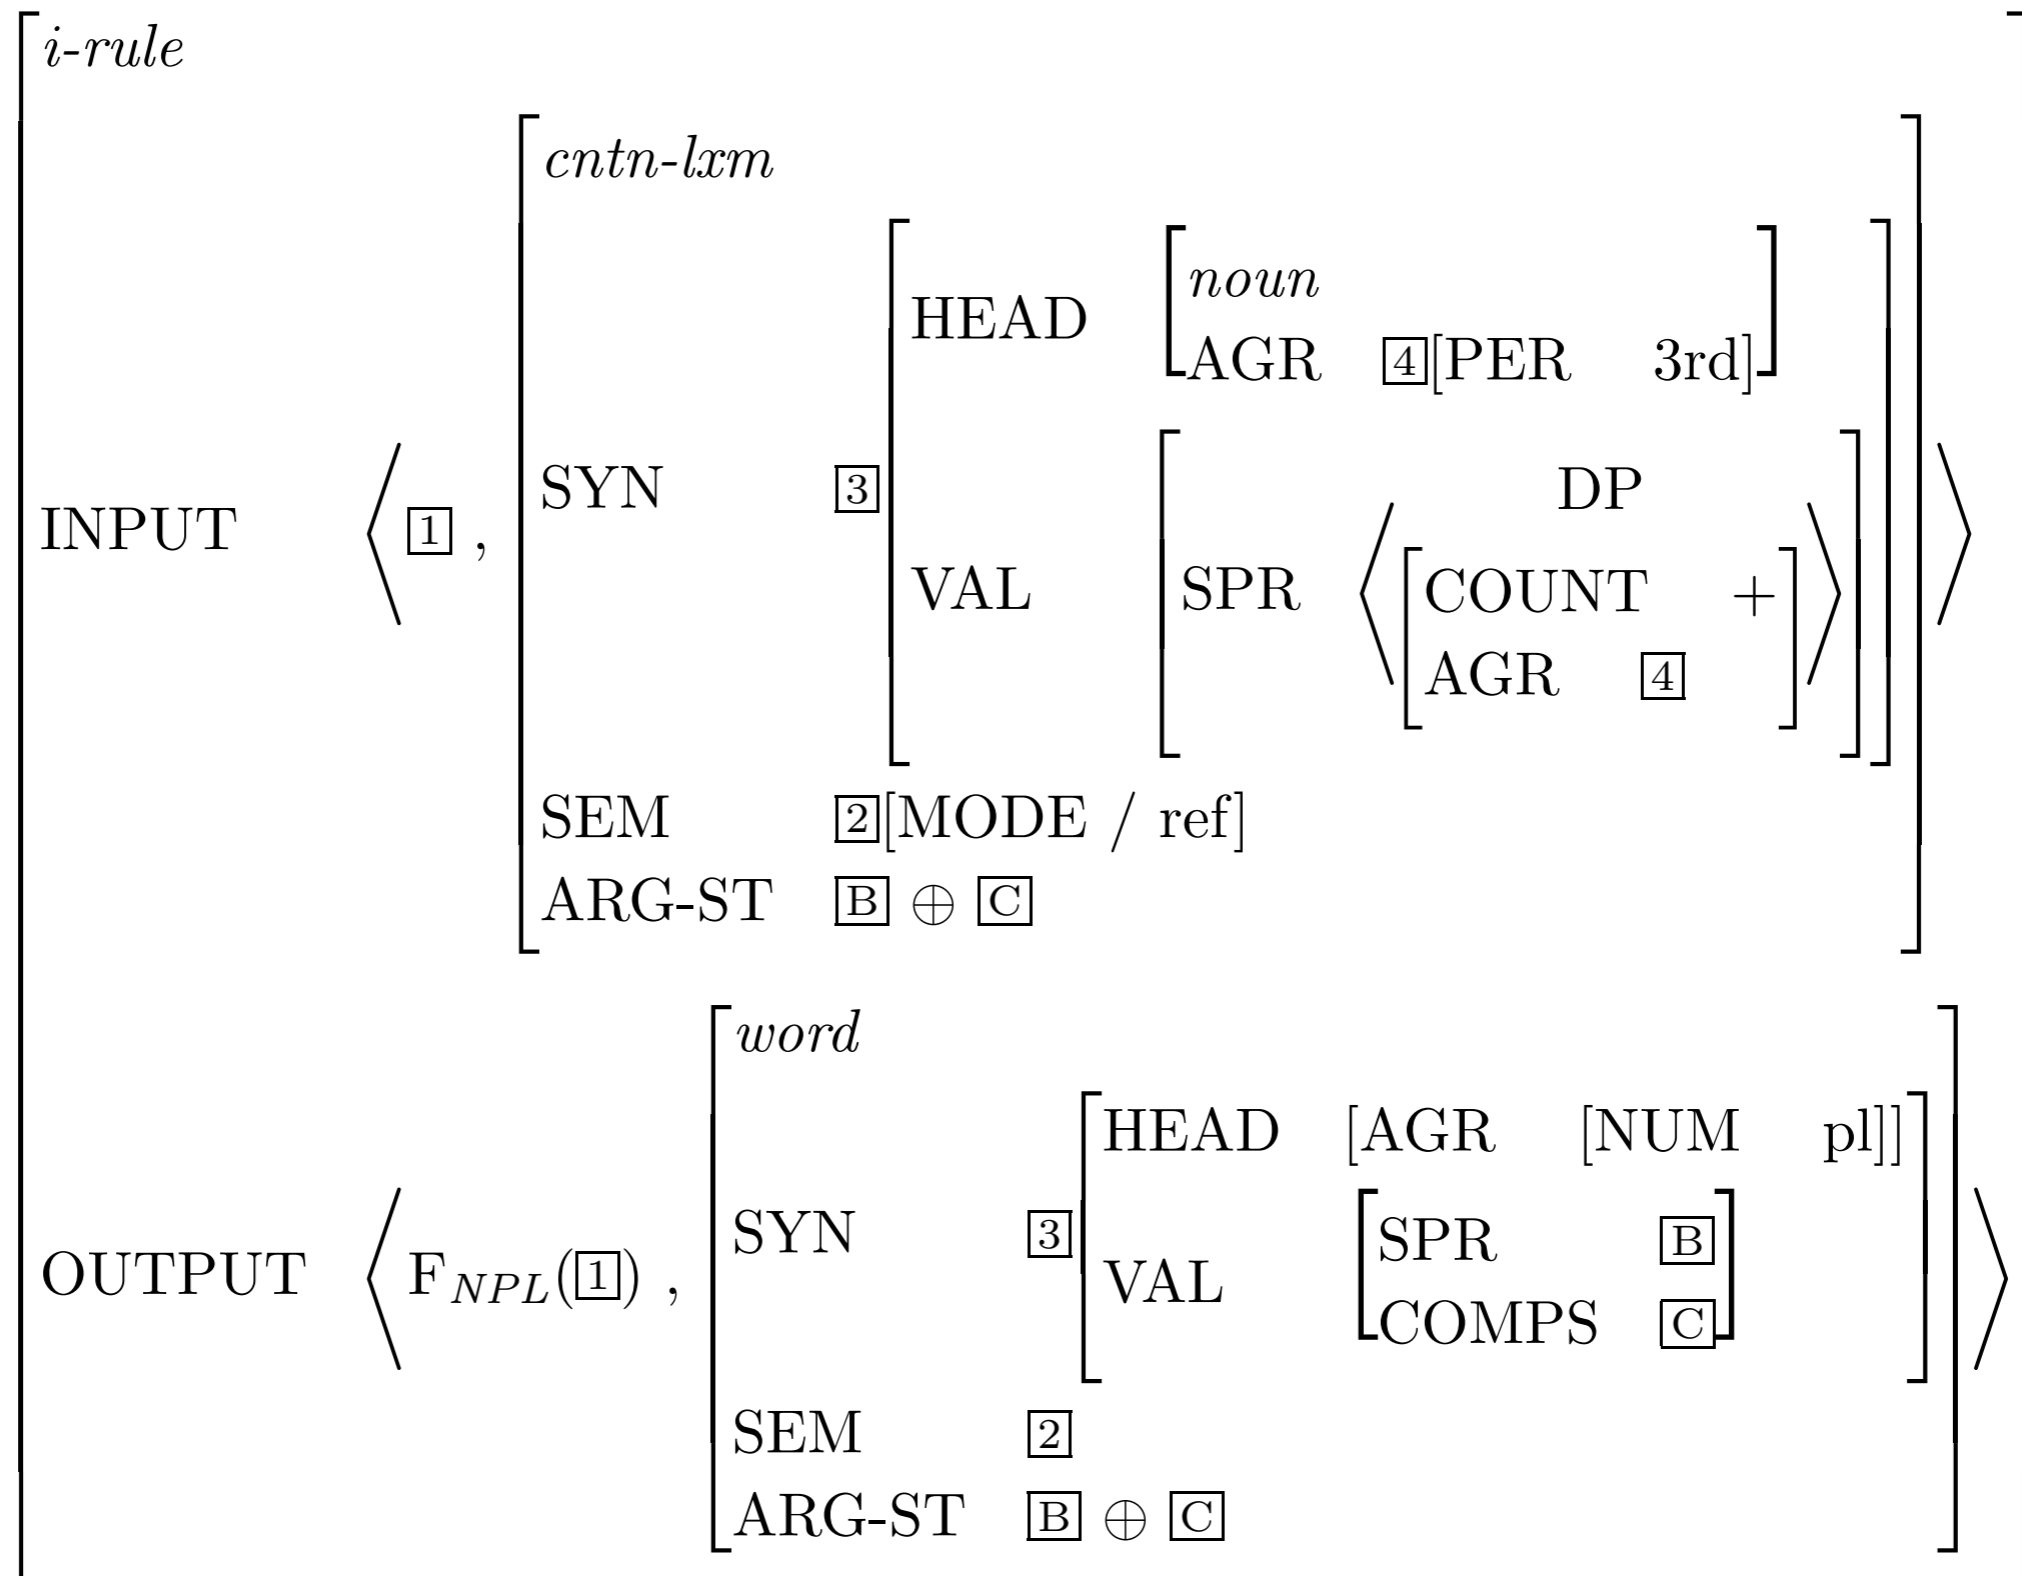 i-rule
cntn-lxm
noun
HEAD
AGR 4[PER 3rd]
SYN 3
DP
INPUT ⟨ 1 ,
VAL SPR ⟨ COUNT + ⟩ ⟩
AGR 4
SEM 2[MODE / ref]
ARG-ST B ⊕ C
word
HEAD [AGR [NUM pl]]
SYN 3
SPR B
OUTPUT ⟨ F_NPL(1) , VAL ⟩
COMPS C
SEM 2
ARG-ST B ⊕ C